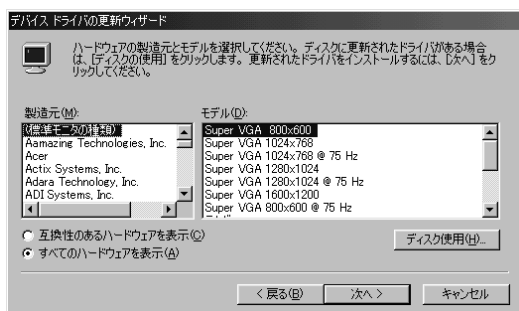 デバイス ドライバの更新ウィザード
ハードウェアの製造元とモデルを選択してください。ディスクに更新されたドライバがある場合
は、[ディスクの使用] をクリックします。更新されたドライバをインストールするには、[次へ] をク
リックしてください。
製造元(M):
(標準モニタの種類)
Aamazing Technologies, Inc.
Acer
Actix Systems, Inc.
Adara Technology, Inc.
ADI Systems, Inc.
モデル(D):
Super VGA 800x600
Super VGA 1024x768
Super VGA 1024x768 @ 75 Hz
Super VGA 1280x1024
Super VGA 1280x1024 @ 75 Hz
Super VGA 1600x1200
Super VGA 800x600 @ 75 Hz
互換性のあるハードウェアを表示(C)
すべてのハードウェアを表示(A)
ディスク使用(H)...
< 戻る(B)
次へ >
キャンセル